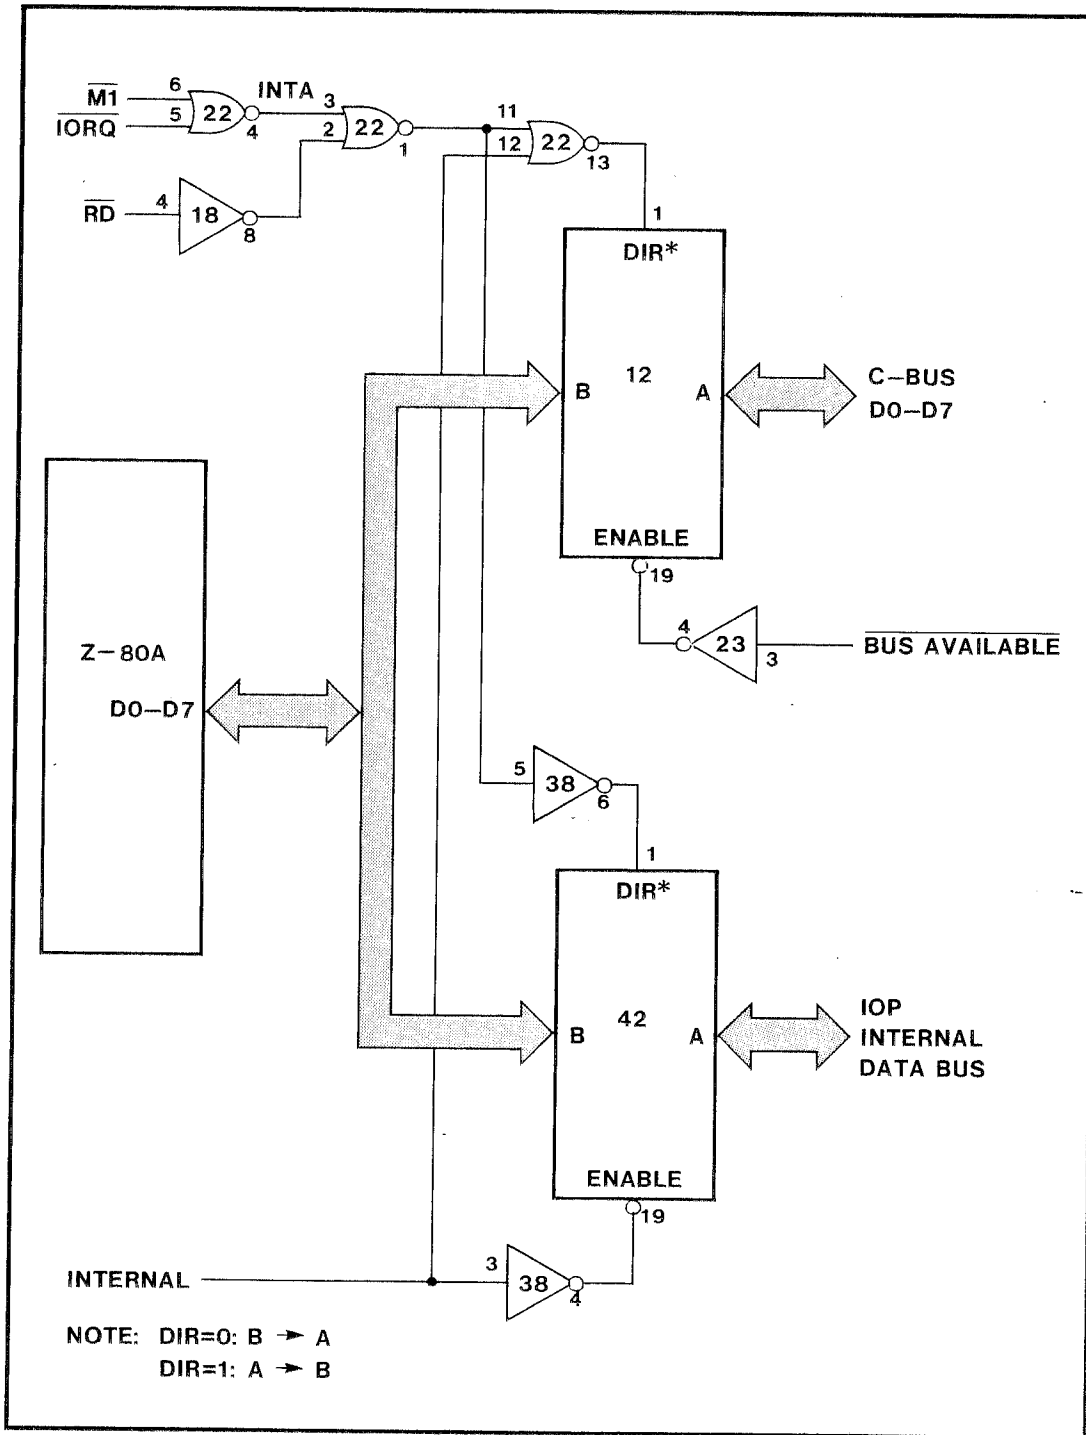 M1
IORQ
6
5
22
4
INTA
3
2
22
1
11
12
22
13
RD
4
18
8
1
DIR*
B
12
A
C-BUS
D0-D7
ENABLE
19
4
23
3
BUS AVAILABLE
Z-80A
D0-D7
5
38
6
1
DIR*
B
42
A
IOP
INTERNAL
DATA BUS
ENABLE
19
INTERNAL
3
38
4
NOTE: DIR=0: B → A
DIR=1: A → B